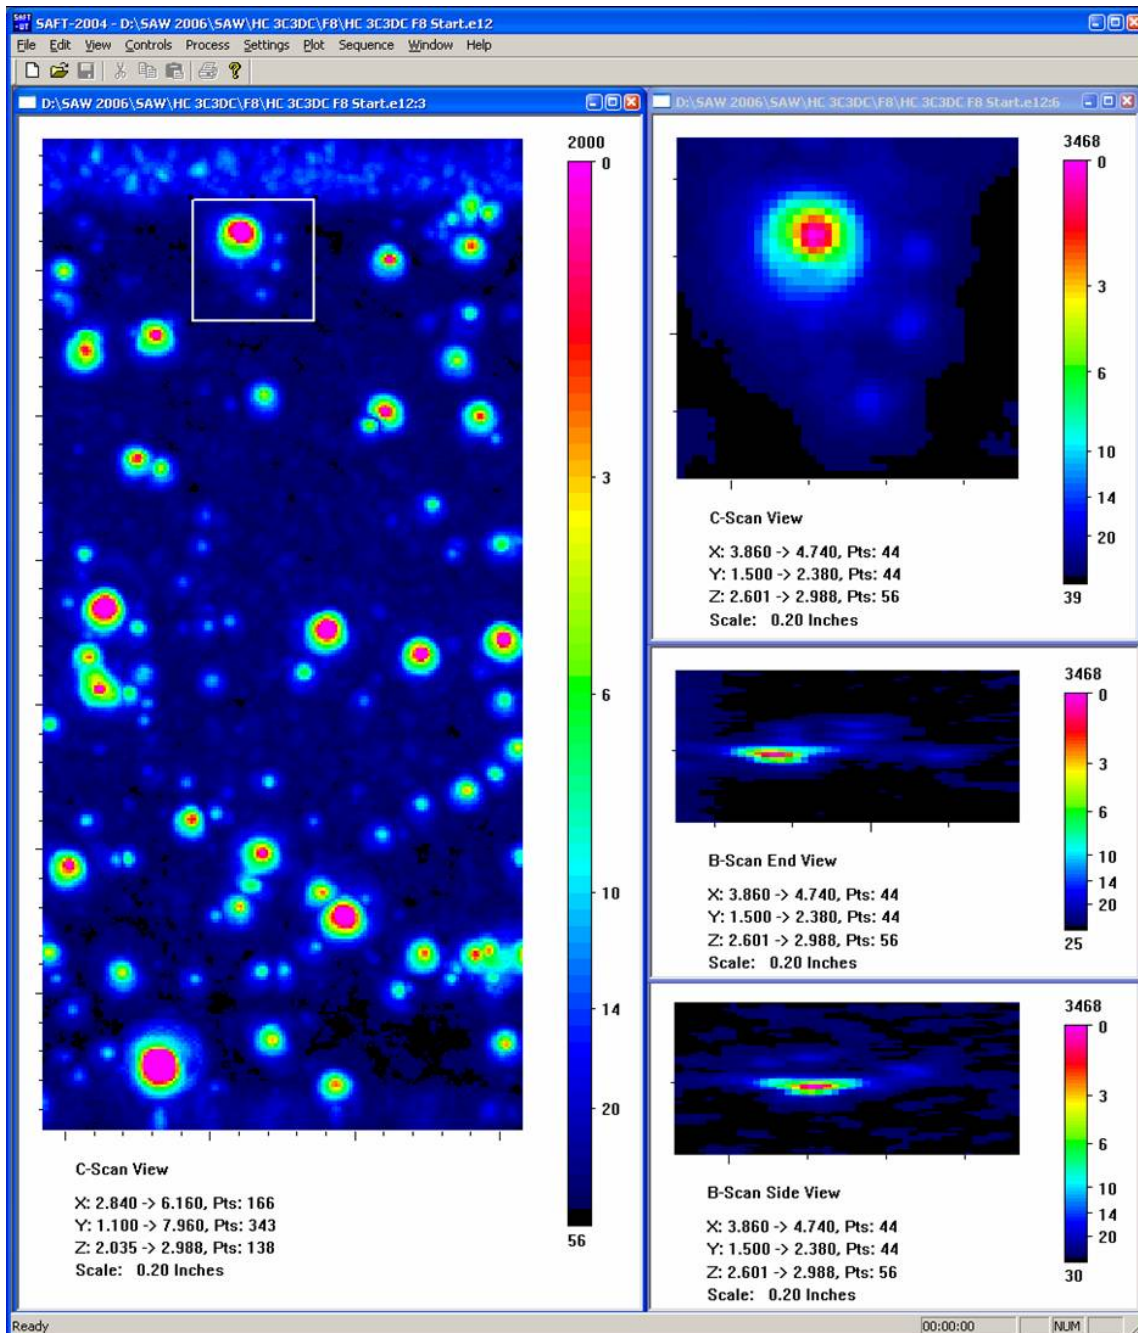 SAFT-2004 - D:\SAW 2006\SAW\HC 3C3DC\F8\HC 3C3DC F8 Start.e12
File Edit View Controls Process Settings Plot Sequence Window Help
D:\SAW 2006\SAW\HC 3C3DC\F8\HC 3C3DC F8 Start.e12:3
2000
0
3
6
10
14
20
56
C-Scan View
X: 2.840 -> 6.160, Pts: 166
Y: 1.100 -> 7.960, Pts: 343
Z: 2.035 -> 2.988, Pts: 138
Scale: 0.20 Inches
D:\SAW 2006\SAW\HC 3C3DC\F8\HC 3C3DC F8 Start.e12:6
3468
0
3
6
10
14
20
39
C-Scan View
X: 3.860 -> 4.740, Pts: 44
Y: 1.500 -> 2.380, Pts: 44
Z: 2.601 -> 2.988, Pts: 56
Scale: 0.20 Inches
3468
0
3
6
10
14
20
25
B-Scan End View
X: 3.860 -> 4.740, Pts: 44
Y: 1.500 -> 2.380, Pts: 44
Z: 2.601 -> 2.988, Pts: 56
Scale: 0.20 Inches
3468
0
3
6
10
14
20
30
B-Scan Side View
X: 3.860 -> 4.740, Pts: 44
Y: 1.500 -> 2.380, Pts: 44
Z: 2.601 -> 2.988, Pts: 56
Scale: 0.20 Inches
Ready
00:00:00
NUM